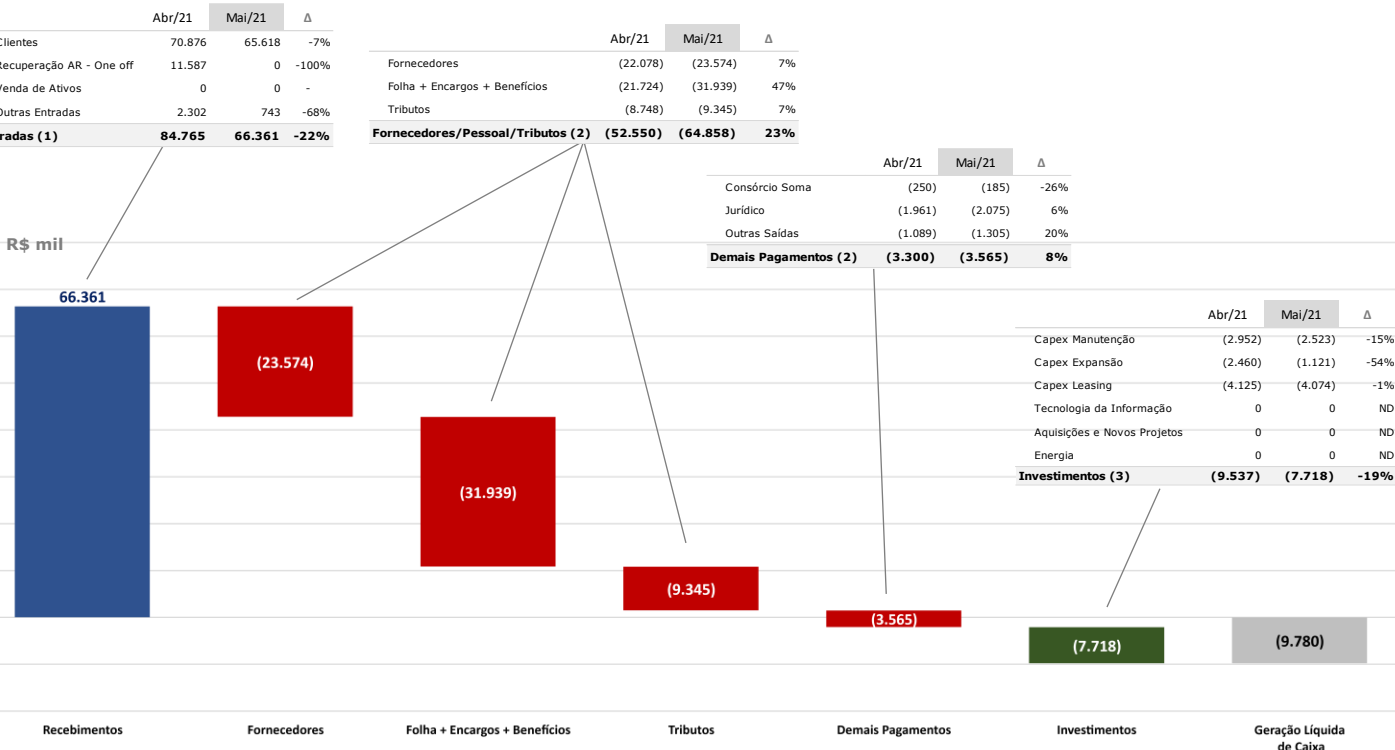 Abr/21 Mai/21 Δ
Clientes 70.876 65.618 -7%
Recuperação AR - One off 11.587 0 -100%
Venda de Ativos 0 0 -
Outras Entradas 2.302 743 -68%
radas (1) 84.765 66.361 -22%
Abr/21 Mai/21 Δ
Fornecedores (22.078) (23.574) 7%
Folha + Encargos + Benefícios (21.724) (31.939) 47%
Tributos (8.748) (9.345) 7%
Fornecedores/Pessoal/Tributos (2) (52.550) (64.858) 23%
Abr/21 Mai/21 Δ
Consórcio Soma (250) (185) -26%
Jurídico (1.961) (2.075) 6%
Outras Saídas (1.089) (1.305) 20%
Demais Pagamentos (2) (3.300) (3.565) 8%
R$ mil
Abr/21 Mai/21 Δ
Capex Manutenção (2.952) (2.523) -15%
Capex Expansão (2.460) (1.121) -54%
Capex Leasing (4.125) (4.074) -1%
Tecnologia da Informação 0 0 ND
Aquisições e Novos Projetos 0 0 ND
Energia 0 0 ND
Investimentos (3) (9.537) (7.718) -19%
66.361
(23.574)
(31.939)
(9.345)
(3.565)
(7.718)
(9.780)
Recebimentos
Fornecedores
Folha + Encargos + Benefícios
Tributos
Demais Pagamentos
Investimentos
Geração Líquida
de Caixa